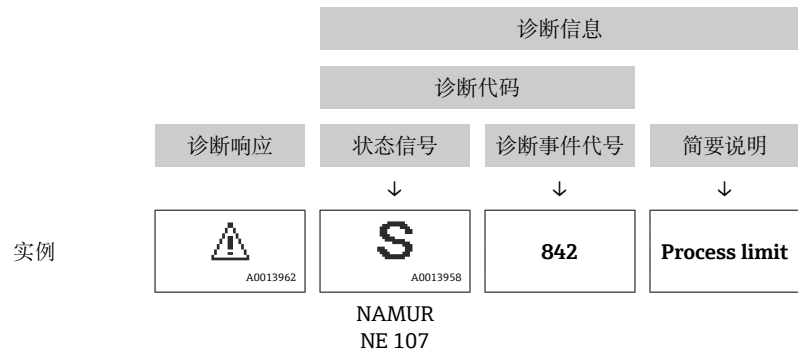 诊断信息
诊断代码
诊断响应 状态信号 诊断事件代号 简要说明
↓ ↓ ↓
实例 S 842 Process limit
A0013962 A0013958
NAMUR
NE 107